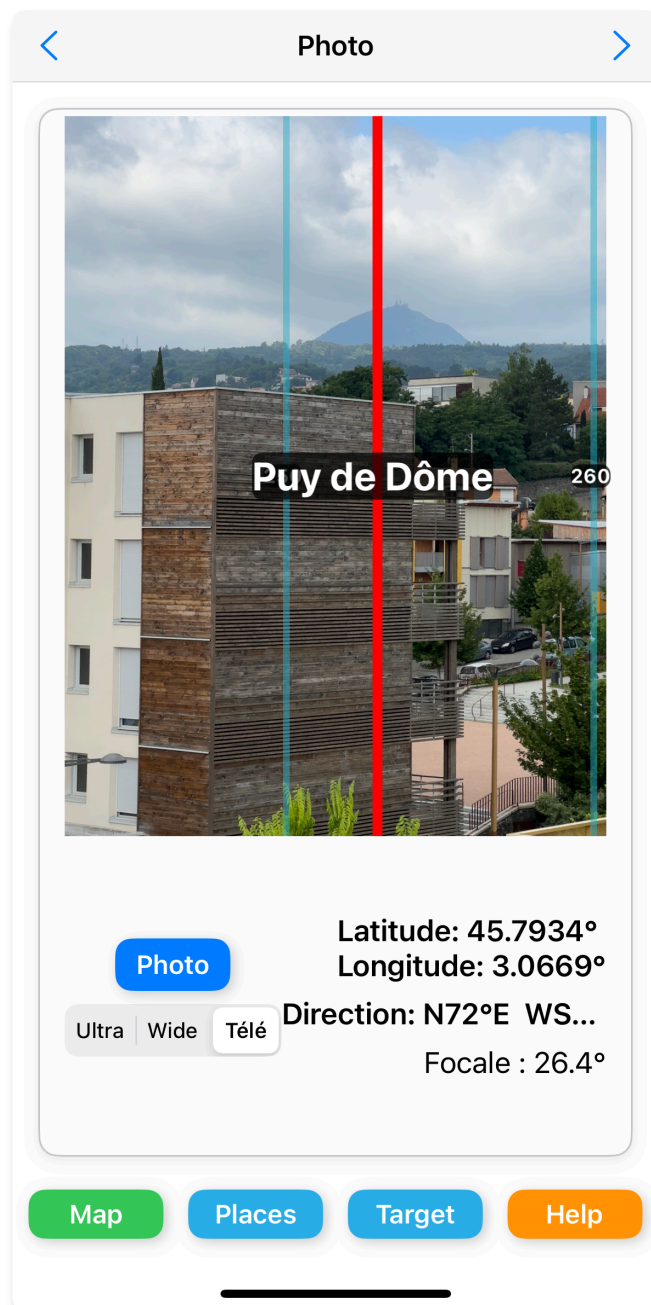 Photo
Puy de Dôme
260
Latitude: 45.7934°
Longitude: 3.0669°
Photo
Direction: N72°E WS...
Ultra Wide Télé
Focale : 26.4°
Map Places Target Help